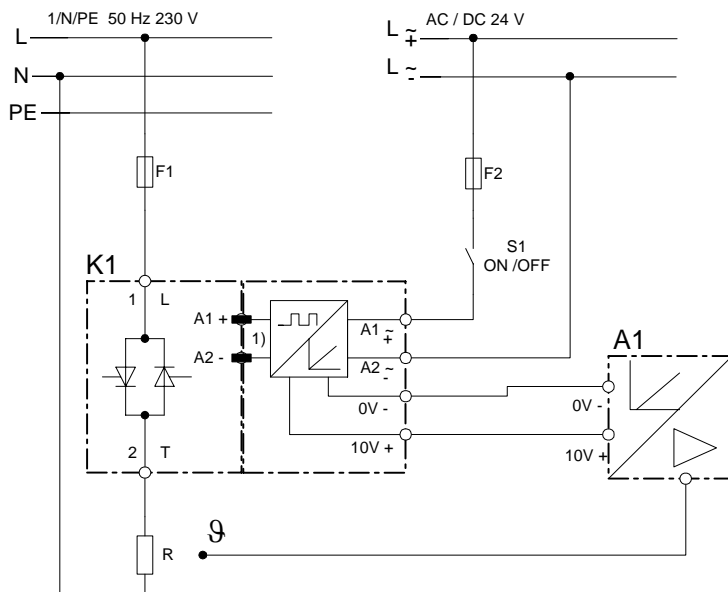 1/N/PE 50 Hz 230 V
AC / DC 24 V
L
L ~ +
N
L ~ -
PE
F1
F2
S1
ON /OFF
K1
1 L
A1 +
1)
A1 ~ +
A1
A2 -
A2 ~ -
0V -
0V -
2 T
10V +
10V +
R
ϑ